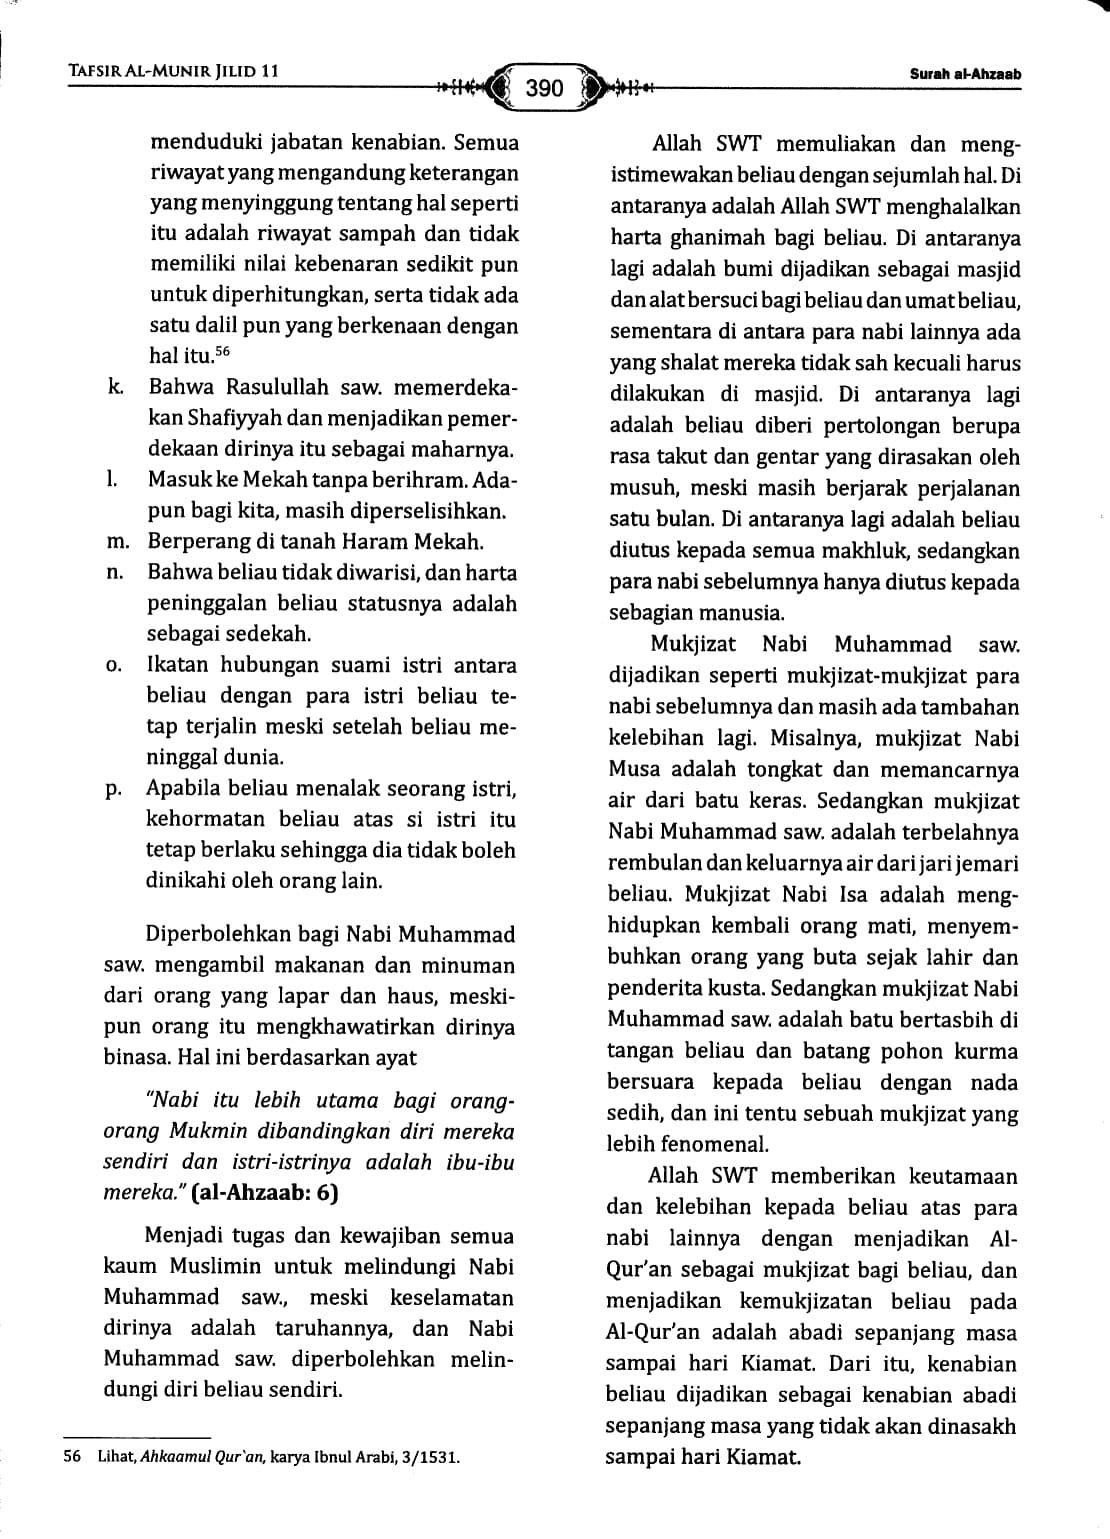 TAFSIR AL-MUNIR JILID 11
390
Surah al-Ahzaab
menduduki jabatan kenabian. Semua
riwayat yang mengandung keterangan
yang menyinggung tentang hal seperti
itu adalah riwayat sampah dan tidak
memiliki nilai kebenaran sedikit pun
untuk diperhitungkan, serta tidak ada
satu dalil pun yang berkenaan dengan
hal itu.⁵⁶
k. Bahwa Rasulullah saw. memerdeka-
kan Shafiyyah dan menjadikan pemer-
dekaan dirinya itu sebagai maharnya.
l. Masuk ke Mekah tanpa berihram. Ada-
pun bagi kita, masih diperselisihkan.
m. Berperang di tanah Haram Mekah.
n. Bahwa beliau tidak diwarisi, dan harta
peninggalan beliau statusnya adalah
sebagai sedekah.
o. Ikatan hubungan suami istri antara
beliau dengan para istri beliau te-
tap terjalin meski setelah beliau me-
ninggal dunia.
p. Apabila beliau menalak seorang istri,
kehormatan beliau atas si istri itu
tetap berlaku sehingga dia tidak boleh
dinikahi oleh orang lain.
Diperbolehkan bagi Nabi Muhammad
saw. mengambil makanan dan minuman
dari orang yang lapar dan haus, meski-
pun orang itu mengkhawatirkan dirinya
binasa. Hal ini berdasarkan ayat
"Nabi itu lebih utama bagi orang-
orang Mukmin dibandingkan diri mereka
sendiri dan istri-istrinya adalah ibu-ibu
mereka." (al-Ahzaab: 6)
Menjadi tugas dan kewajiban semua
kaum Muslimin untuk melindungi Nabi
Muhammad saw., meski keselamatan
dirinya adalah taruhannya, dan Nabi
Muhammad saw. diperbolehkan melin-
dungi diri beliau sendiri.
56 Lihat, Ahkaamul Qur`an, karya Ibnul Arabi, 3/1531.
Allah SWT memuliakan dan meng-
istimewakan beliau dengan sejumlah hal. Di
antaranya adalah Allah SWT menghalalkan
harta ghanimah bagi beliau. Di antaranya
lagi adalah bumi dijadikan sebagai masjid
dan alat bersuci bagi beliau dan umat beliau,
sementara di antara para nabi lainnya ada
yang shalat mereka tidak sah kecuali harus
dilakukan di masjid. Di antaranya lagi
adalah beliau diberi pertolongan berupa
rasa takut dan gentar yang dirasakan oleh
musuh, meski masih berjarak perjalanan
satu bulan. Di antaranya lagi adalah beliau
diutus kepada semua makhluk, sedangkan
para nabi sebelumnya hanya diutus kepada
sebagian manusia.
Mukjizat Nabi Muhammad saw.
dijadikan seperti mukjizat-mukjizat para
nabi sebelumnya dan masih ada tambahan
kelebihan lagi. Misalnya, mukjizat Nabi
Musa adalah tongkat dan memancarnya
air dari batu keras. Sedangkan mukjizat
Nabi Muhammad saw. adalah terbelahnya
rembulan dan keluarnya air dari jari jemari
beliau. Mukjizat Nabi Isa adalah meng-
hidupkan kembali orang mati, menyem-
buhkan orang yang buta sejak lahir dan
penderita kusta. Sedangkan mukjizat Nabi
Muhammad saw. adalah batu bertasbih di
tangan beliau dan batang pohon kurma
bersuara kepada beliau dengan nada
sedih, dan ini tentu sebuah mukjizat yang
lebih fenomenal.
Allah SWT memberikan keutamaan
dan kelebihan kepada beliau atas para
nabi lainnya dengan menjadikan Al-
Qur'an sebagai mukjizat bagi beliau, dan
menjadikan kemukjizatan beliau pada
Al-Qur'an adalah abadi sepanjang masa
sampai hari Kiamat. Dari itu, kenabian
beliau dijadikan sebagai kenabian abadi
sepanjang masa yang tidak akan dinasakh
sampai hari Kiamat.